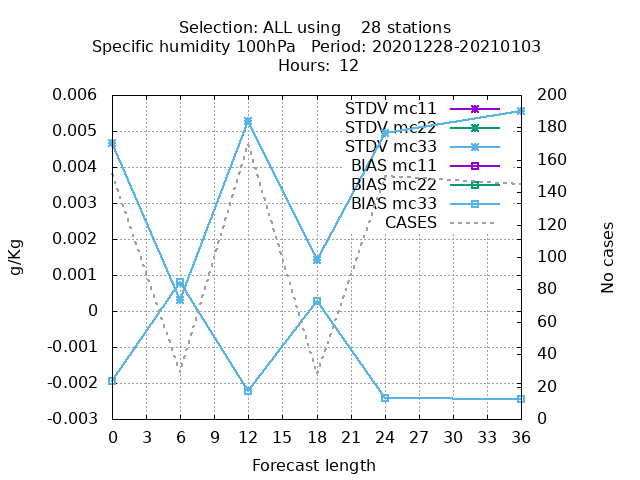 Selection: ALL using    28 stations
Specific humidity 100hPa   Period: 20201228-20210103
Hours: 12
STDV mc11
STDV mc22
STDV mc33
BIAS mc11
BIAS mc22
BIAS mc33
CASES
g/Kg
0.006
0.005
0.004
0.003
0.002
0.001
0
-0.001
-0.002
-0.003
200
180
160
140
120
100
80
60
40
20
0
No cases
0 3 6 9 12 15 18 21 24 27 30 33 36
Forecast length